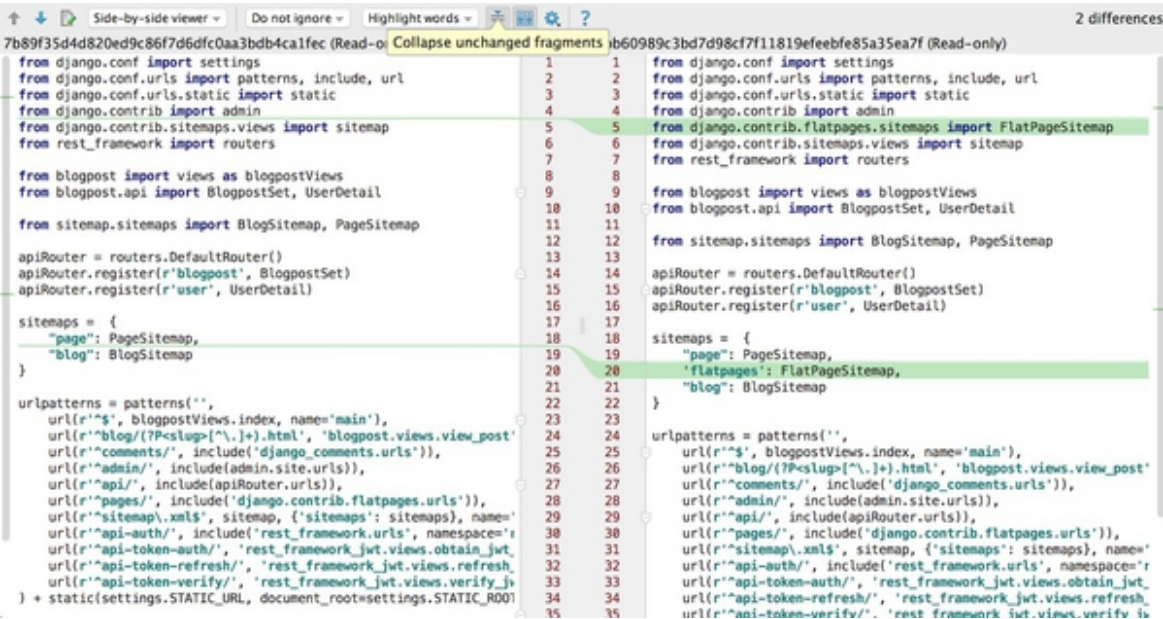 Side-by-side viewer
Do not ignore
Highlight words
?
2 differences
7b89f35d4d820ed9c86f7d6dfc0aa3bdb4ca1fec (Read-on
Collapse unchanged fragments
b60989c3bd7d98cf7f11819efeebfe85a35ea7f (Read-only)
from django.conf import settings
from django.conf.urls import patterns, include, url
from django.conf.urls.static import static
from django.contrib import admin
from django.contrib.sitemaps.views import sitemap
from rest_framework import routers
from blogpost import views as blogpostViews
from blogpost.api import BlogpostSet, UserDetail
from sitemap.sitemaps import BlogSitemap, PageSitemap
apiRouter = routers.DefaultRouter()
apiRouter.register(r'blogpost', BlogpostSet)
apiRouter.register(r'user', UserDetail)
sitemaps = {
"page": PageSitemap,
"blog": BlogSitemap
}
urlpatterns = patterns('',
url(r'^$', blogpostViews.index, name='main'),
url(r'^blog/(?P<slug>[^\.]+).html', 'blogpost.views.view_post'
url(r'^comments/', include('django_comments.urls')),
url(r'^admin/', include(admin.site.urls)),
url(r'^api/', include(apiRouter.urls)),
url(r'^pages/', include('django.contrib.flatpages.urls')),
url(r'^sitemap\.xml$', sitemap, {'sitemaps': sitemaps}, name='
url(r'^api-auth/', include('rest_framework.urls', namespace='r
url(r'^api-token-auth/', 'rest_framework_jwt.views.obtain_jwt_
url(r'^api-token-refresh/', 'rest_framework_jwt.views.refresh_
url(r'^api-token-verify/', 'rest_framework_jwt.views.verify_jw
) + static(settings.STATIC_URL, document_root=settings.STATIC_ROOT
1 1
2 2
3 3
4 4
5 5
6 6
7 7
8 8
9 9
10 10
11 11
12 12
13 13
14 14
15 15
16 16
17 17
18 18
19 19
20 20
21 21
22 22
23 23
24 24
25 25
26 26
27 27
28 28
29 29
30 30
31 31
32 32
33 33
34 34
35 35
from django.conf import settings
from django.conf.urls import patterns, include, url
from django.conf.urls.static import static
from django.contrib import admin
from django.contrib.flatpages.sitemaps import FlatPageSitemap
from django.contrib.sitemaps.views import sitemap
from rest_framework import routers
from blogpost import views as blogpostViews
from blogpost.api import BlogpostSet, UserDetail
from sitemap.sitemaps import BlogSitemap, PageSitemap
apiRouter = routers.DefaultRouter()
apiRouter.register(r'blogpost', BlogpostSet)
apiRouter.register(r'user', UserDetail)
sitemaps = {
"page": PageSitemap,
'flatpages': FlatPageSitemap,
"blog": BlogSitemap
}
urlpatterns = patterns('',
url(r'^$', blogpostViews.index, name='main'),
url(r'^blog/(?P<slug>[^\.]+).html', 'blogpost.views.view_post'
url(r'^comments/', include('django_comments.urls')),
url(r'^admin/', include(admin.site.urls)),
url(r'^api/', include(apiRouter.urls)),
url(r'^pages/', include('django.contrib.flatpages.urls')),
url(r'^sitemap\.xml$', sitemap, {'sitemaps': sitemaps}, name='
url(r'^api-auth/', include('rest_framework.urls', namespace='r
url(r'^api-token-auth/', 'rest_framework_jwt.views.obtain_jwt_
url(r'^api-token-refresh/', 'rest_framework_jwt.views.refresh_
url(r'^api-token-verify/', 'rest_framework_jwt.views.verify_j